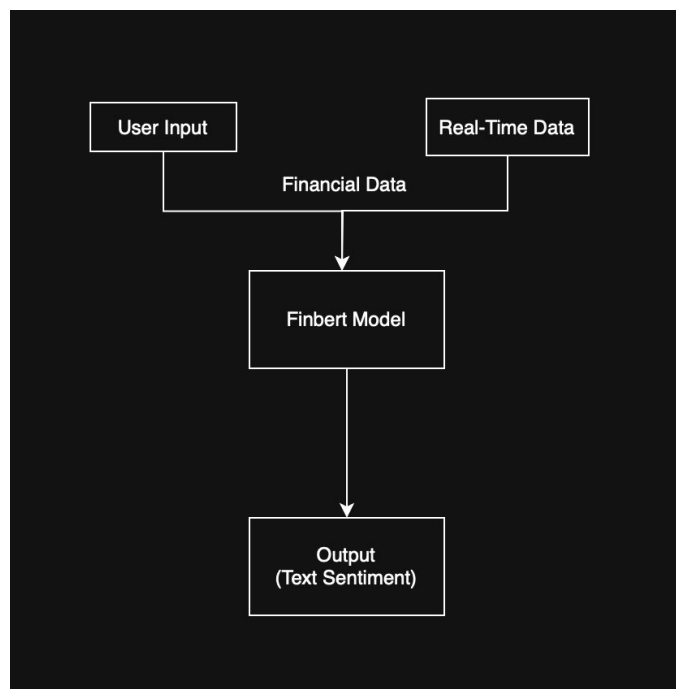 User Input
Real-Time Data
Financial Data
Finbert Model
Output
(Text Sentiment)